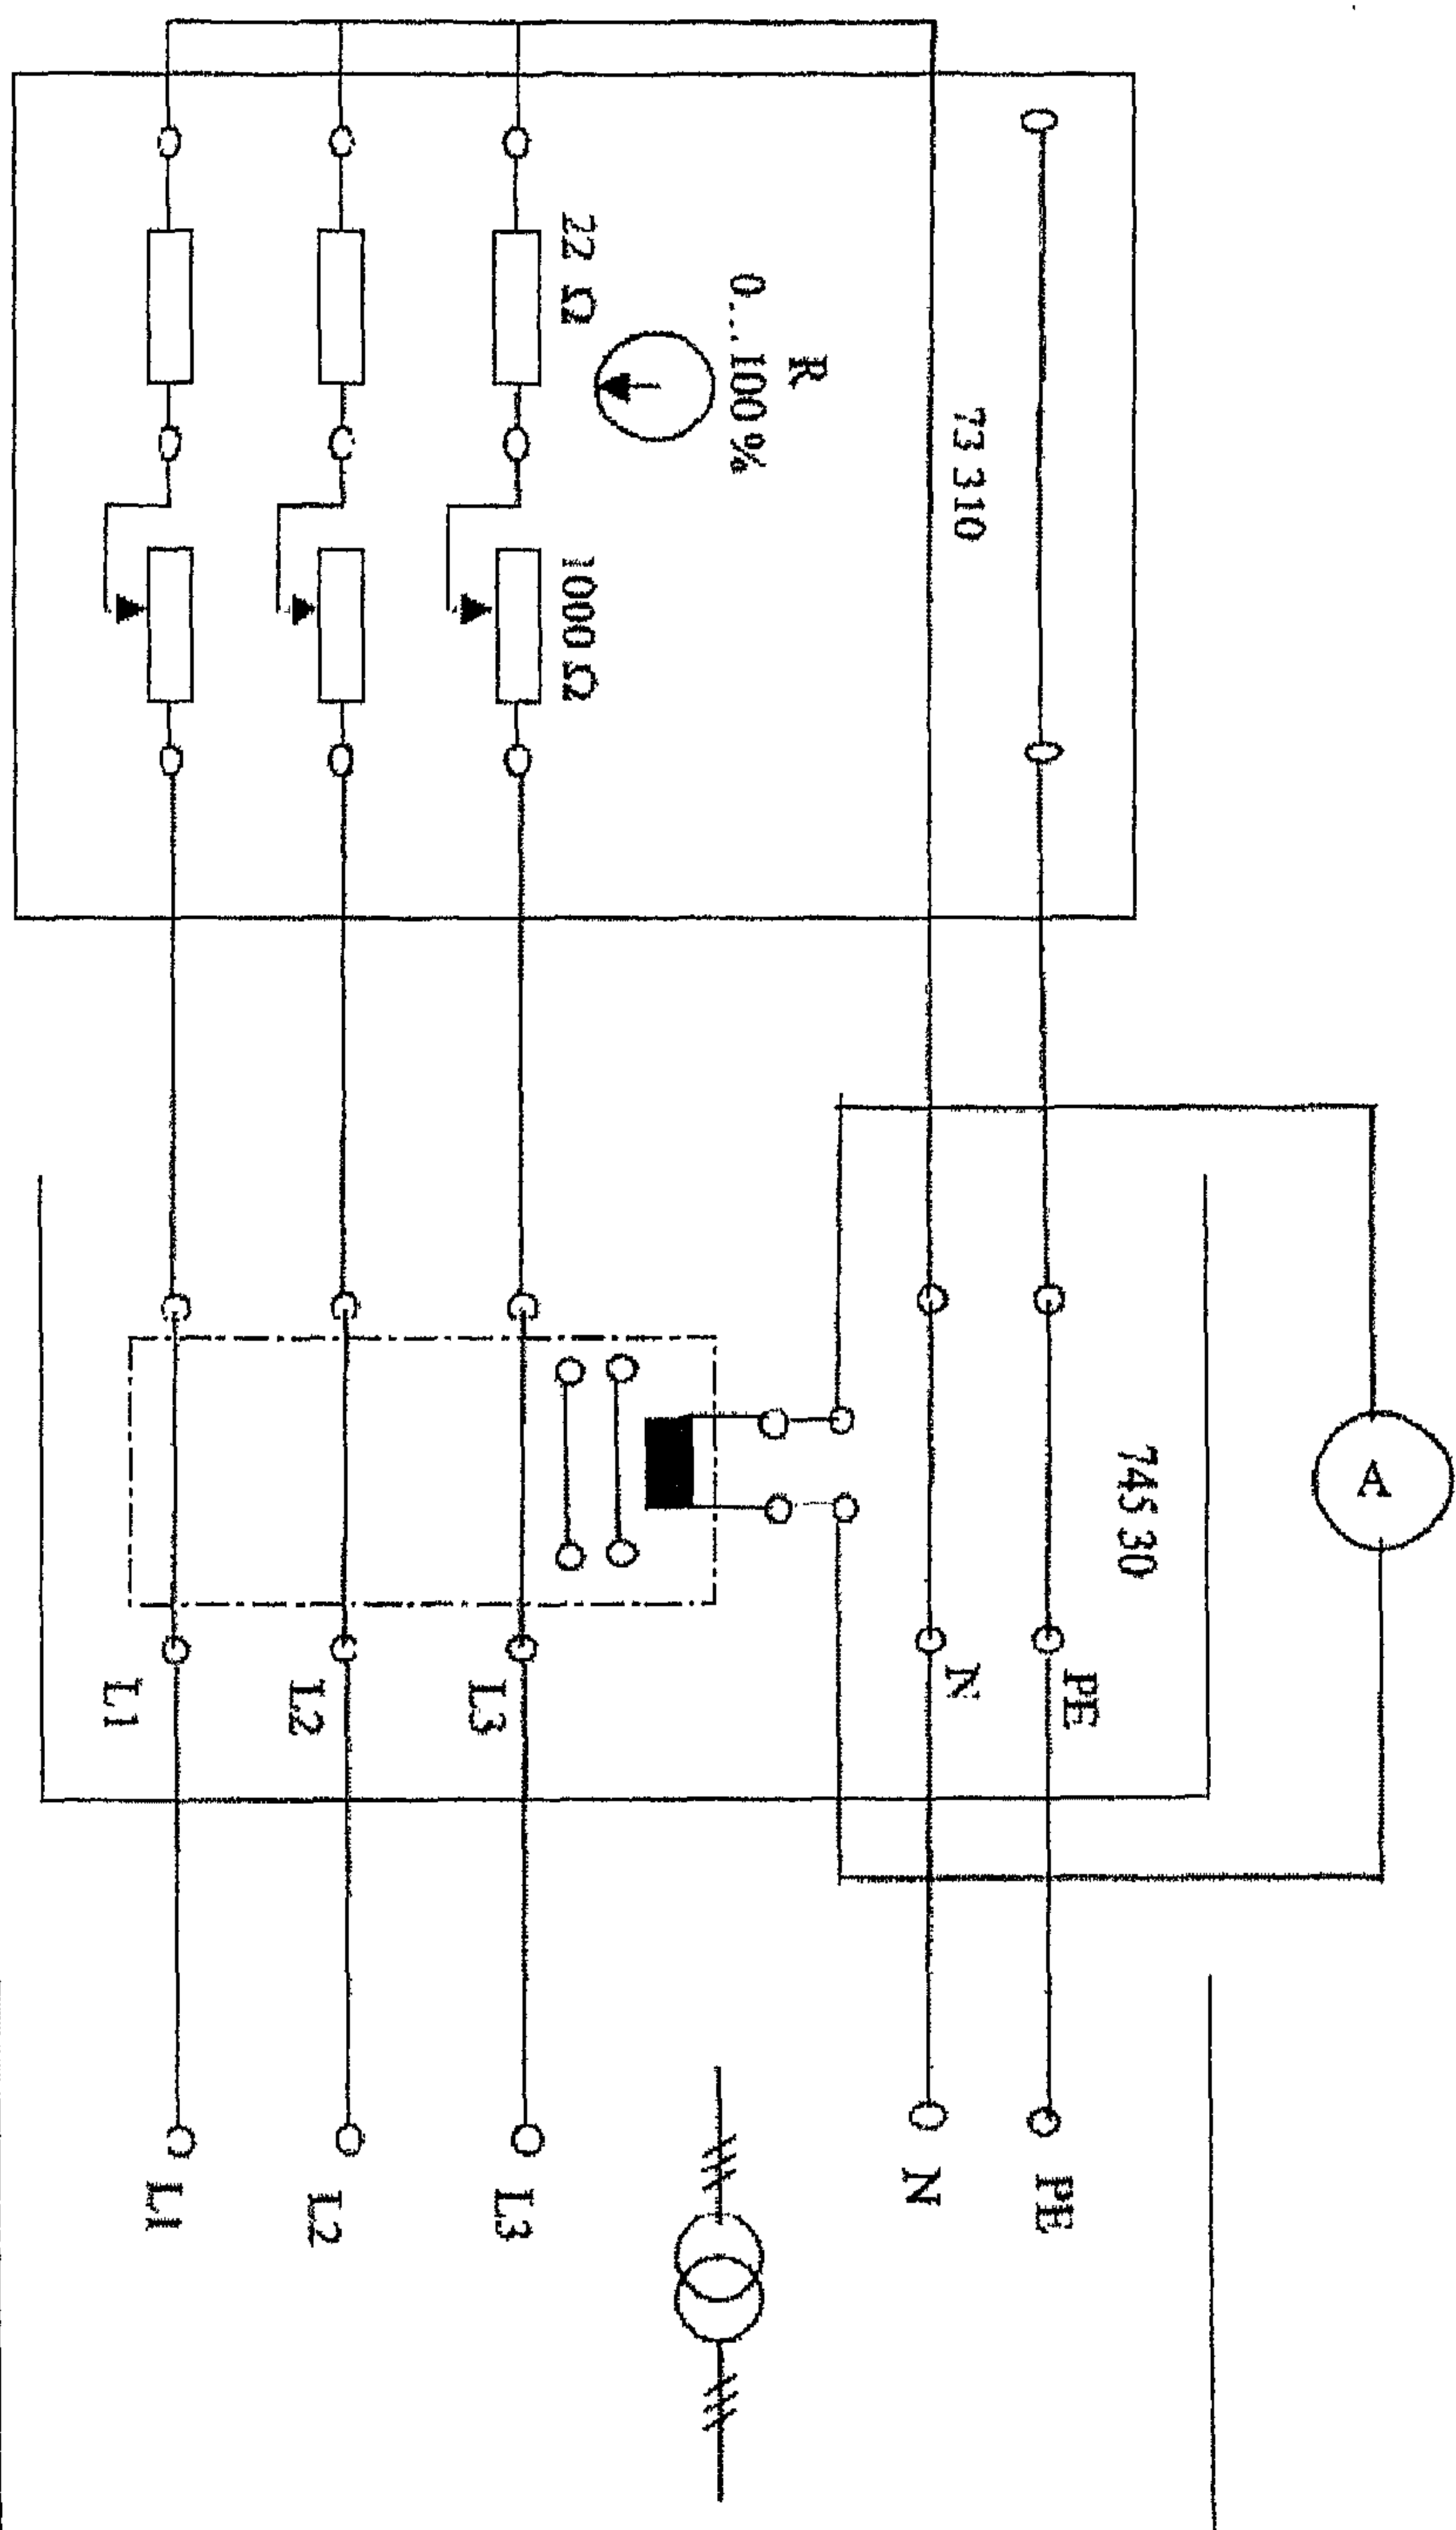 PE
N
L3
L2
L1
PE
N
L3
L2
L1
745 30
A
73 310
R
0...100 %
22 Ω
1000 Ω